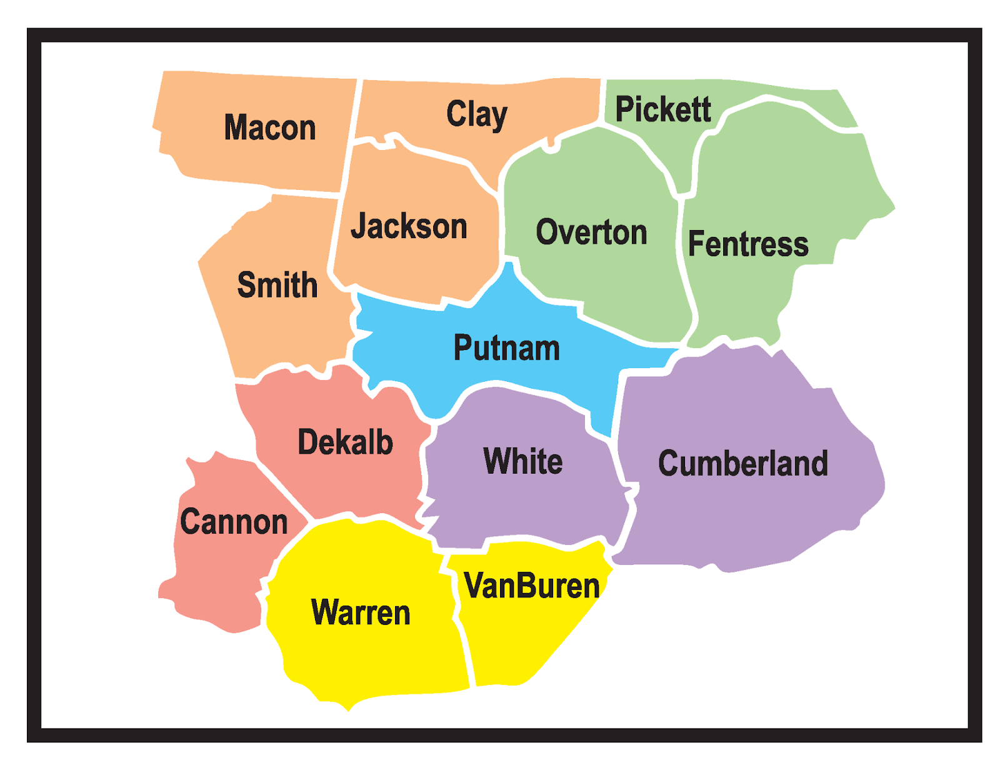 Pickett
Clay
Macon
Jackson
Overton
Fentress
Smith
Putnam
Dekalb
White
Cumberland
Cannon
VanBuren
Warren